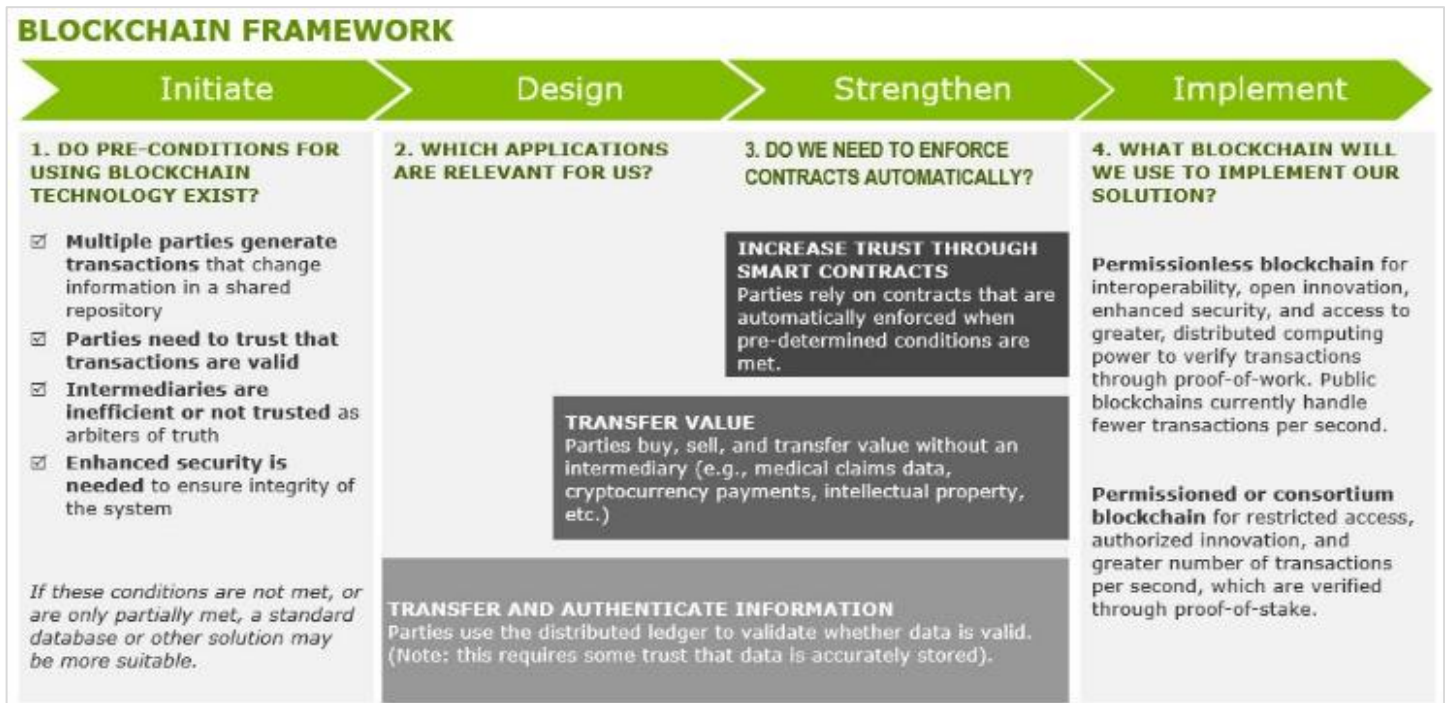 BLOCKCHAIN FRAMEWORK
Initiate
Design
Strengthen
Implement
1. DO PRE-CONDITIONS FOR
USING BLOCKCHAIN
TECHNOLOGY EXIST?
☑ Multiple parties generate
transactions that change
information in a shared
repository
☑ Parties need to trust that
transactions are valid
☑ Intermediaries are
inefficient or not trusted as
arbiters of truth
☑ Enhanced security is
needed to ensure integrity of
the system
If these conditions are not met, or
are only partially met, a standard
database or other solution may
be more suitable.
2. WHICH APPLICATIONS
ARE RELEVANT FOR US?
3. DO WE NEED TO ENFORCE
CONTRACTS AUTOMATICALLY?
INCREASE TRUST THROUGH
SMART CONTRACTS
Parties rely on contracts that are
automatically enforced when
pre-determined conditions are
met.
TRANSFER VALUE
Parties buy, sell, and transfer value without an
intermediary (e.g., medical claims data,
cryptocurrency payments, intellectual property,
etc.)
TRANSFER AND AUTHENTICATE INFORMATION
Parties use the distributed ledger to validate whether data is valid.
(Note: this requires some trust that data is accurately stored).
4. WHAT BLOCKCHAIN WILL
WE USE TO IMPLEMENT OUR
SOLUTION?
Permissionless blockchain for
interoperability, open innovation,
enhanced security, and access to
greater, distributed computing
power to verify transactions
through proof-of-work. Public
blockchains currently handle
fewer transactions per second.
Permissioned or consortium
blockchain for restricted access,
authorized innovation, and
greater number of transactions
per second, which are verified
through proof-of-stake.